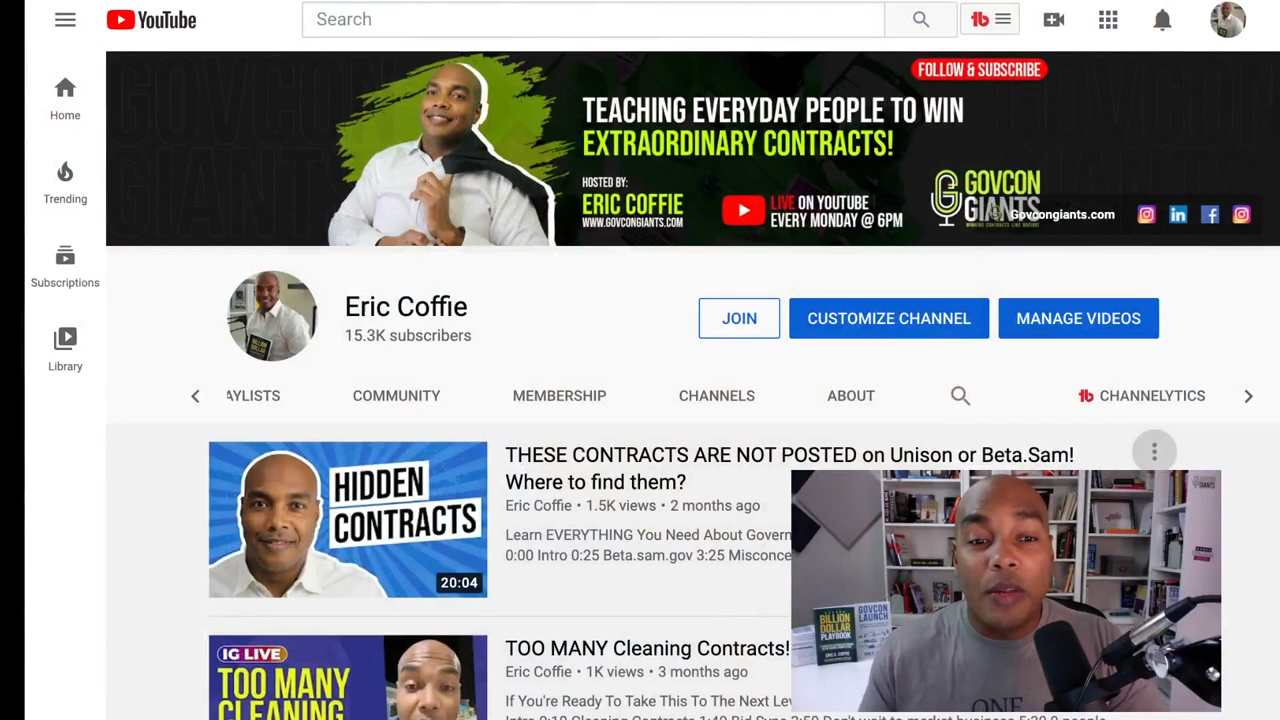 YouTube
Search
Home
Trending
Subscriptions
Library
FOLLOW & SUBSCRIBE
TEACHING EVERYDAY PEOPLE TO WIN
EXTRAORDINARY CONTRACTS!
HOSTED BY:
ERIC COFFIE
WWW.GOVCONGIANTS.COM
LIVE ON YOUTUBE
EVERY MONDAY @ 6PM
GOVCON
GIANTS
Govcongiants.com
Eric Coffie
15.3K subscribers
JOIN
CUSTOMIZE CHANNEL
MANAGE VIDEOS
AYLISTS
COMMUNITY
MEMBERSHIP
CHANNELS
ABOUT
CHANNELYTICS
HIDDEN
CONTRACTS
20:04
THESE CONTRACTS ARE NOT POSTED on Unison or Beta.Sam!
Where to find them?
Eric Coffie • 1.5K views • 2 months ago
Learn EVERYTHING You Need About Govern
0:00 Intro 0:25 Beta.sam.gov 3:25 Misconce
BILLION
DOLLAR
PLAYBOOK
GOVCON
LAUNCH
ONE
IG LIVE
TOO MANY
CLEANING
TOO MANY Cleaning Contracts!
Eric Coffie • 1K views • 3 months ago
If You're Ready To Take This To The Next Lev